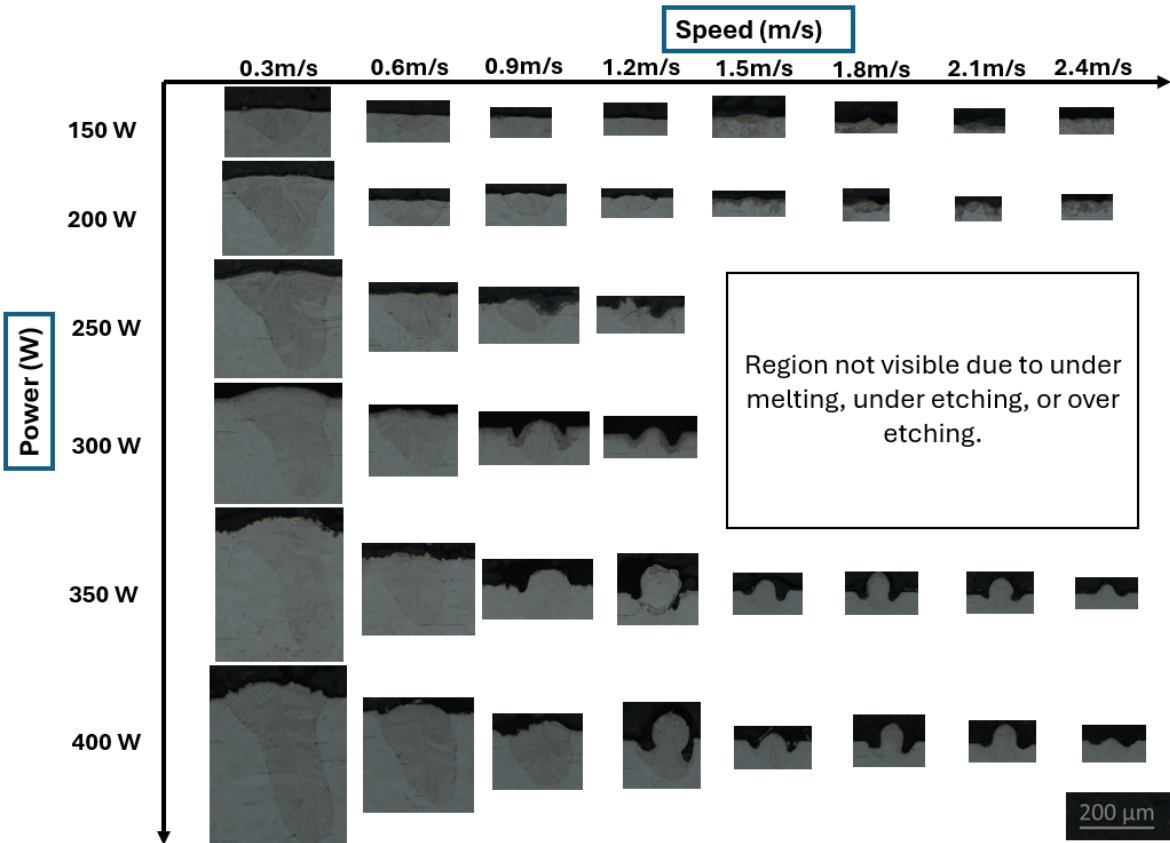 Speed (m/s)
0.3m/s 0.6m/s 0.9m/s 1.2m/s 1.5m/s 1.8m/s 2.1m/s 2.4m/s
150 W
200 W
250 W
Power (W)
300 W
350 W
400 W
Region not visible due to under
melting, under etching, or over
etching.
200 µm